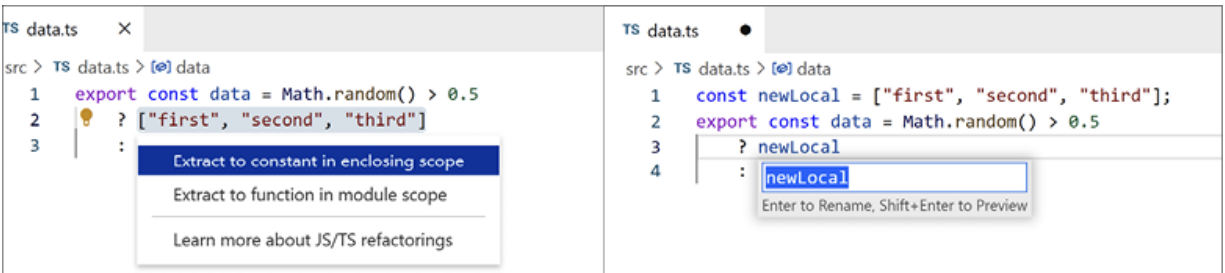 TS data.ts ×
src > TS data.ts > data
1 export const data = Math.random() > 0.5
2 ? ["first", "second", "third"]
3 :
Extract to constant in enclosing scope
Extract to function in module scope
Learn more about JS/TS refactorings
TS data.ts ●
src > TS data.ts > data
1 const newLocal = ["first", "second", "third"];
2 export const data = Math.random() > 0.5
3 ? newLocal
4 :
newLocal
Enter to Rename, Shift+Enter to Preview